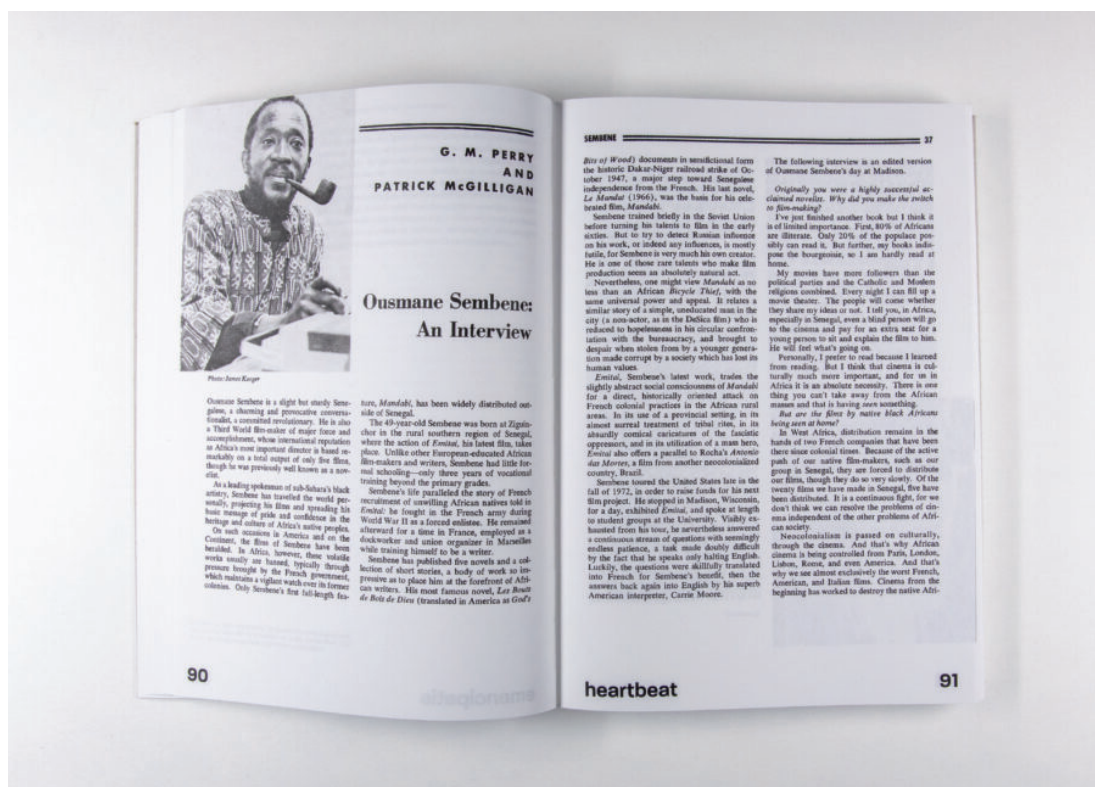 G. M. PERRY
AND
PATRICK McGILLIGAN
Ousmane Sembene:
An Interview
Photo: James Karger
Ousmane Sembene is a slight but sturdy Sene-
galese, a charming and provocative conversa-
tionalist, a committed revolutionary. He is also
a Third World film-maker of major force and
accomplishment, whose international reputation
as Africa's most important director is based re-
markably on a total output of only five films,
though he was previously well known as a nov-
elist.
As a leading spokesman of sub-Sahara's black
artistry, Sembene has travelled the world per-
sonally, projecting his films and spreading his
basic message of pride and confidence in the
heritage and culture of Africa's native peoples.
On such occasions in America and on the
Continent, the films of Sembene have been
heralded. In Africa, however, these volatile
works usually are banned, typically through
pressure brought by the French government,
which maintains a vigilant watch over its former
colonies. Only Sembene's first full-length fea-
ture, Mandabi, has been widely distributed out-
side of Senegal.
The 49-year-old Sembene was born at Ziguin-
chor in the rural southern region of Senegal,
where the action of Emitai, his latest film, takes
place. Unlike other European-educated African
film-makers and writers, Sembene had little for-
mal schooling—only three years of vocational
training beyond the primary grades.
Sembene's life paralleled the story of French
recruitment of unwilling African natives told in
Emitai: he fought in the French army during
World War II as a forced enlistee. He remained
afterward for a time in France, employed as a
dockworker and union organizer in Marseilles
while training himself to be a writer.
Sembene has published five novels and a col-
lection of short stories, a body of work so im-
pressive as to place him at the forefront of Afri-
can writers. His most famous novel, Les Bouts
de Bois de Dieu (translated in America as God's
90
SEMBENE 37
Bits of Wood) documents in semifictional form
the historic Dakar-Niger railroad strike of Oc-
tober 1947, a major step toward Senegalese
independence from the French. His last novel,
Le Mandat (1966), was the basis for his cele-
brated film, Mandabi.
Sembene trained briefly in the Soviet Union
before turning his talents to film in the early
sixties. But to try to detect Russian influence
on his work, or indeed any influences, is mostly
futile, for Sembene is very much his own creator.
He is one of those rare talents who make film
production seem an absolutely natural act.
Nevertheless, one might view Mandabi as no
less than an African Bicycle Thief, with the
same universal power and appeal. It relates a
similar story of a simple, uneducated man in the
city (a non-actor, as in the DeSica film) who is
reduced to hopelessness in his circular confron-
tation with the bureaucracy, and brought to
despair when stolen from by a younger genera-
tion made corrupt by a society which has lost its
human values.
Emitai, Sembene's latest work, trades the
slightly abstract social consciousness of Mandabi
for a direct, historically oriented attack on
French colonial practices in the African rural
areas. In its use of a provincial setting, in its
almost surreal treatment of tribal rites, in its
absurdly comical caricatures of the fascistic
oppressors, and in its utilization of a mass hero,
Emitai also offers a parallel to Rocha's Antonio
das Mortes, a film from another neocolonialized
country, Brazil.
Sembene toured the United States late in the
fall of 1972, in order to raise funds for his next
film project. He stopped in Madison, Wisconsin,
for a day, exhibited Emitai, and spoke at length
to student groups at the University. Visibly ex-
hausted from his tour, he nevertheless answered
a continuous stream of questions with seemingly
endless patience, a task made doubly difficult
by the fact that he speaks only halting English.
Luckily, the questions were skillfully translated
into French for Sembene's benefit, then the
answers back again into English by his superb
American interpreter, Carrie Moore.
The following interview is an edited version
of Ousmane Sembene's day at Madison.
Originally you were a highly successful ac-
claimed novelist. Why did you make the switch
to film-making?
I've just finished another book but I think it
is of limited importance. First, 80% of Africans
are illiterate. Only 20% of the populace pos-
sibly can read it. But further, my books indis-
pose the bourgeoisie, so I am hardly read at
home.
My movies have more followers than the
political parties and the Catholic and Moslem
religions combined. Every night I can fill up a
movie theater. The people will come whether
they share my ideas or not. I tell you, in Africa,
especially in Senegal, even a blind person will go
to the cinema and pay for an extra seat for a
young person to sit and explain the film to him.
He will feel what's going on.
Personally, I prefer to read because I learned
from reading. But I think that cinema is cul-
turally much more important, and for us in
Africa it is an absolute necessity. There is one
thing you can't take away from the African
masses and that is having seen something.
But are the films by native black Africans
being seen at home?
In West Africa, distribution remains in the
hands of two French companies that have been
there since colonial times. Because of the active
push of our native film-makers, such as our
group in Senegal, they are forced to distribute
our films, though they do so very slowly. Of the
twenty films we have made in Senegal, five have
been distributed. It is a continuous fight, for we
don't think we can resolve the problems of cin-
ema independent of the other problems of Afri-
can society.
Neocolonialism is passed on culturally,
through the cinema. And that's why African
cinema is being controlled from Paris, London,
Lisbon, Rome, and even America. And that's
why we see almost exclusively the worst French,
American, and Italian films. Cinema from the
beginning has worked to destroy the native Afri-
heartbeat
91